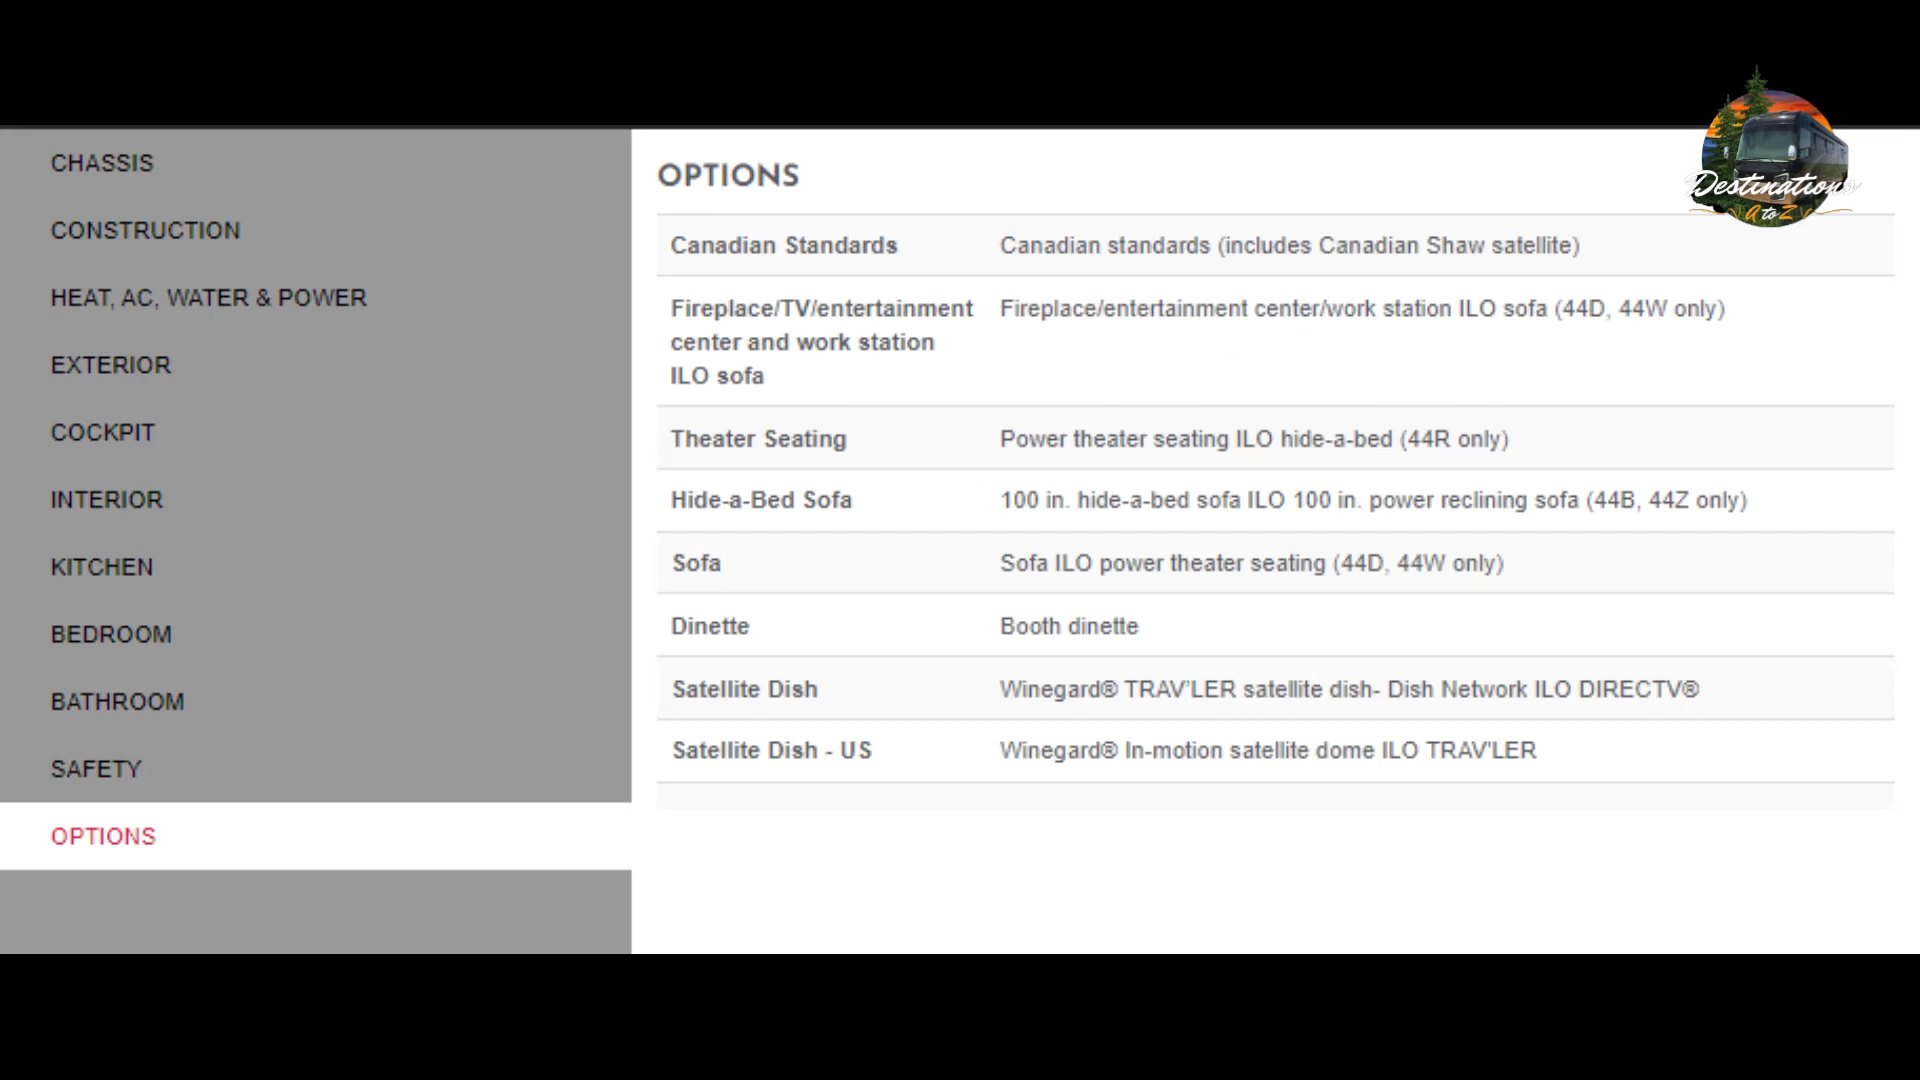 CHASSIS
CONSTRUCTION
HEAT, AC, WATER & POWER
EXTERIOR
COCKPIT
INTERIOR
KITCHEN
BEDROOM
BATHROOM
SAFETY
OPTIONS
OPTIONS
Canadian Standards Canadian standards (includes Canadian Shaw satellite)
Fireplace/TV/entertainment Fireplace/entertainment center/work station ILO sofa (44D, 44W only)
center and work station
ILO sofa
Theater Seating Power theater seating ILO hide-a-bed (44R only)
Hide-a-Bed Sofa 100 in. hide-a-bed sofa ILO 100 in. power reclining sofa (44B, 44Z only)
Sofa Sofa ILO power theater seating (44D, 44W only)
Dinette Booth dinette
Satellite Dish Winegard® TRAV'LER satellite dish- Dish Network ILO DIRECTV®
Satellite Dish - US Winegard® In-motion satellite dome ILO TRAV'LER
Destinations
A to Z